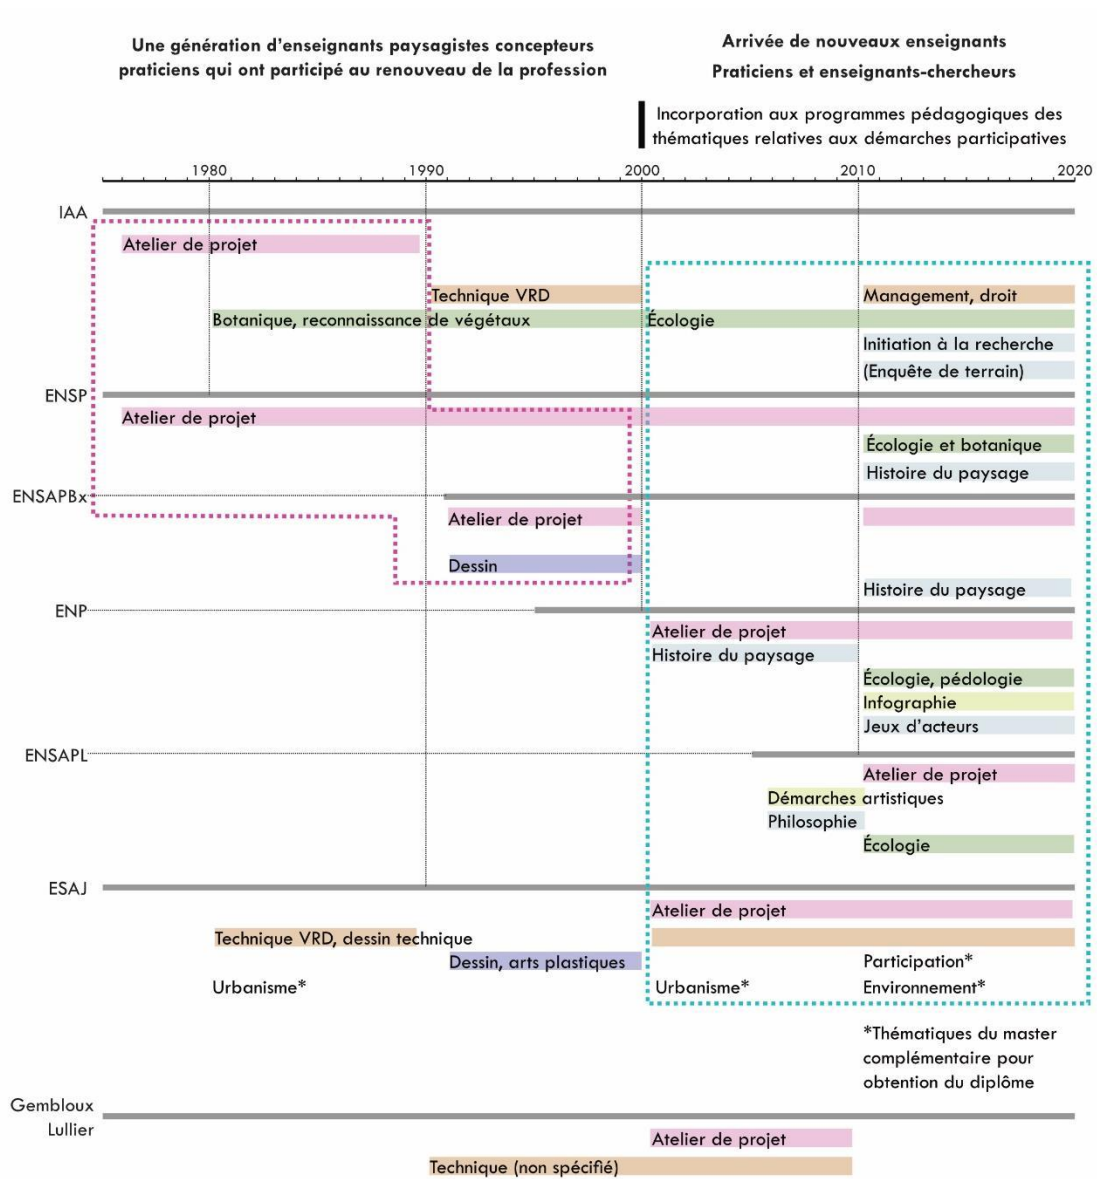 Une génération d'enseignants paysagistes concepteurs
praticiens qui ont participé au renouveau de la profession
Arrivée de nouveaux enseignants
Praticiens et enseignants-chercheurs
Incorporation aux programmes pédagogiques des
thématiques relatives aux démarches participatives
1980 1990 2000 2010 2020
IAA
Atelier de projet
Technique VRD Management, droit
Botanique, reconnaissance de végétaux Écologie
Initiation à la recherche
(Enquête de terrain)
ENSP
Atelier de projet
Écologie et botanique
Histoire du paysage
ENSAPBx
Atelier de projet
Dessin
Histoire du paysage
ENP
Atelier de projet
Histoire du paysage
Écologie, pédologie
Infographie
Jeux d'acteurs
ENSAPL
Atelier de projet
Démarches artistiques
Philosophie
Écologie
ESAJ
Atelier de projet
Technique VRD, dessin technique
Dessin, arts plastiques Participation*
Urbanisme* Urbanisme* Environnement*
*Thématiques du master
complémentaire pour
obtention du diplôme
Gembloux
Lullier
Atelier de projet
Technique (non spécifié)